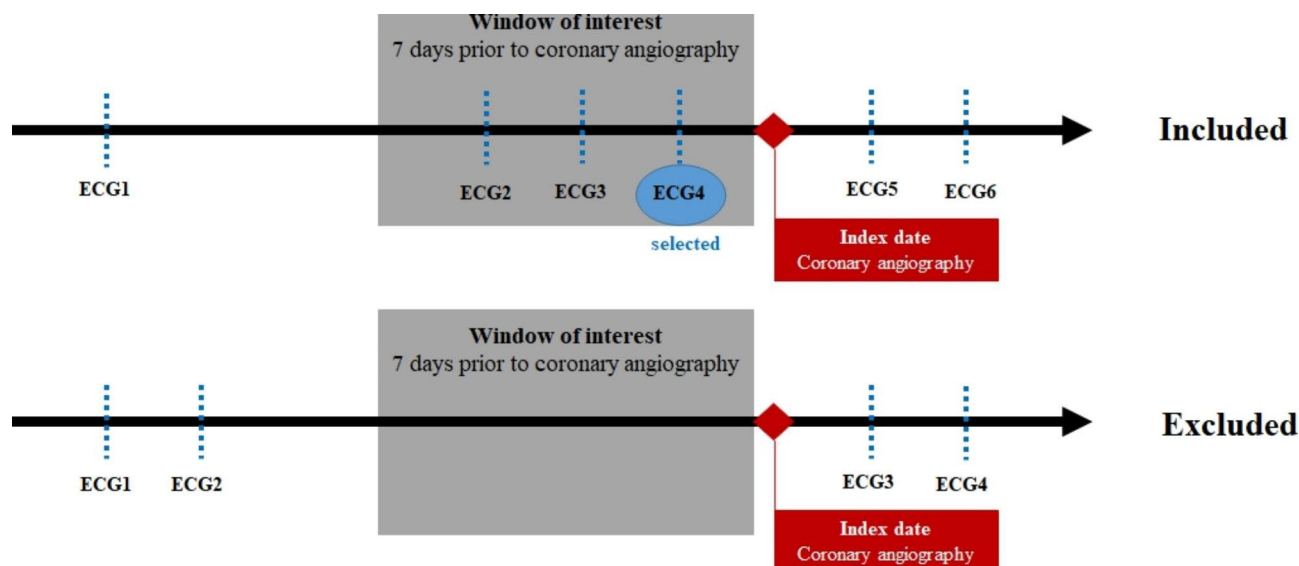 Window of interest
7 days prior to coronary angiography
Included
ECG1
ECG2
ECG3
ECG4
ECG5
ECG6
selected
Index date
Coronary angiography
Window of interest
7 days prior to coronary angiography
Excluded
ECG1
ECG2
ECG3
ECG4
Index date
Coronary angiography